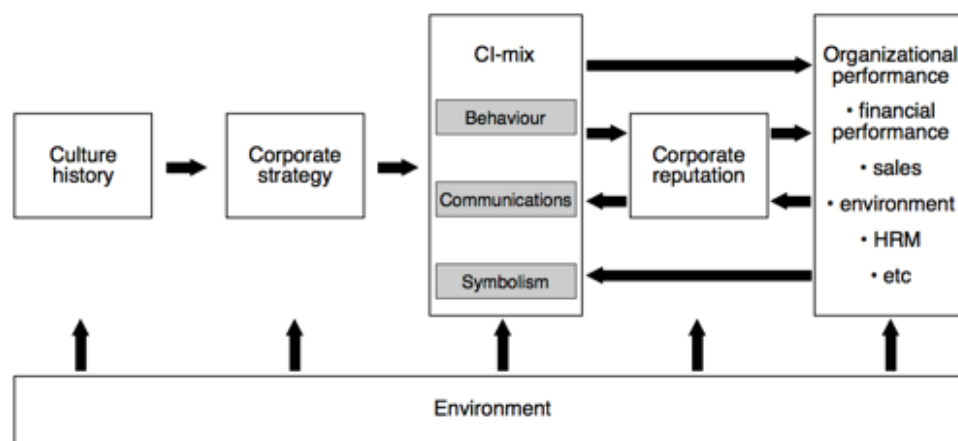 Culture
history
Corporate
strategy
CI-mix
Behaviour
Communications
Symbolism
Corporate
reputation
Organizational
performance
• financial
performance
• sales
• environment
• HRM
• etc
Environment